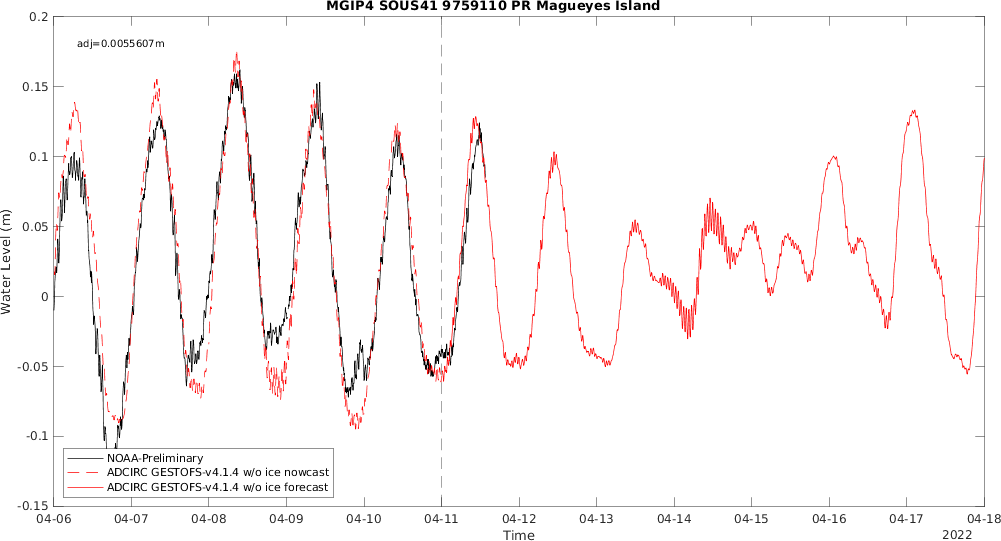 MGIP4 SOUS41 9759110 PR Magueyes Island
adj=0.0055607m
0.2
0.15
0.1
0.05
0
-0.05
-0.1
-0.15
Water Level (m)
NOAA-Preliminary
ADCIRC GESTOFS-v4.1.4 w/o ice nowcast
ADCIRC GESTOFS-v4.1.4 w/o ice forecast
04-06 04-07 04-08 04-09 04-10 04-11 04-12 04-13 04-14 04-15 04-16 04-17 04-18
Time
2022